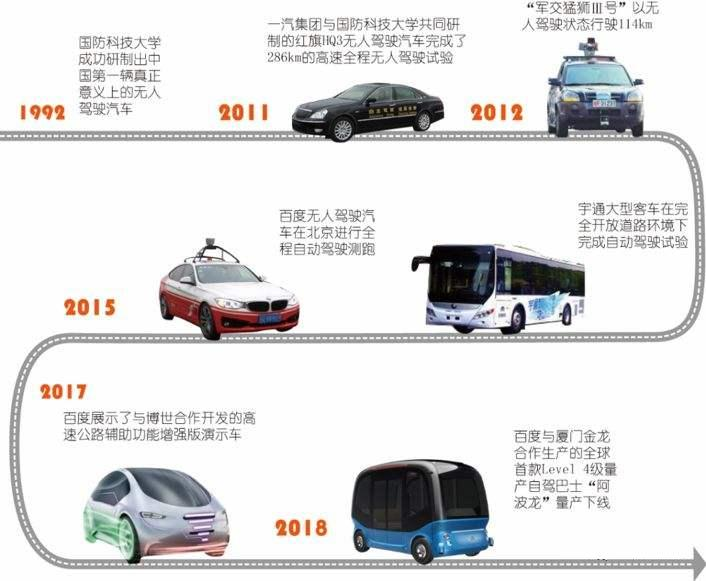 1992
国防科技大学
成功研制出中
国第一辆真正
意义上的无人
驾驶汽车
2011
一汽集团与国防科技大学共同研
制的红旗HQ3无人驾驶汽车完成了
286km的高速全程无人驾驶试验
2012
“军交猛狮Ⅲ号”以无
人驾驶状态行驶114km
2015
百度无人驾驶汽
车在北京进行全
程自动驾驶测跑
宇通大型客车在完
全开放道路环境下
完成自动驾驶试验
2017
百度展示了与博世合作开发的高
速公路辅助功能增强版演示车
2018
百度与厦门金龙
合作生产的全球
首款Level 4级量
产自驾巴士“阿
波龙”量产下线